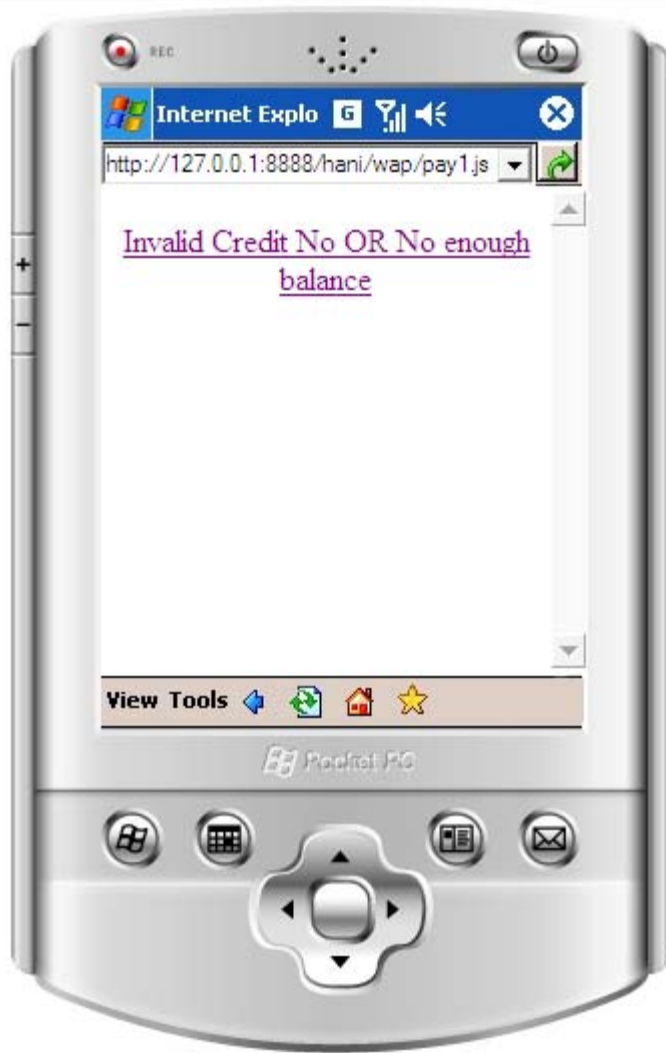 REC
Internet Explo G
http://127.0.0.1:8888/hani/wap/pay1.js
Invalid Credit No OR No enough
balance
+
-
View Tools
Pocket PC